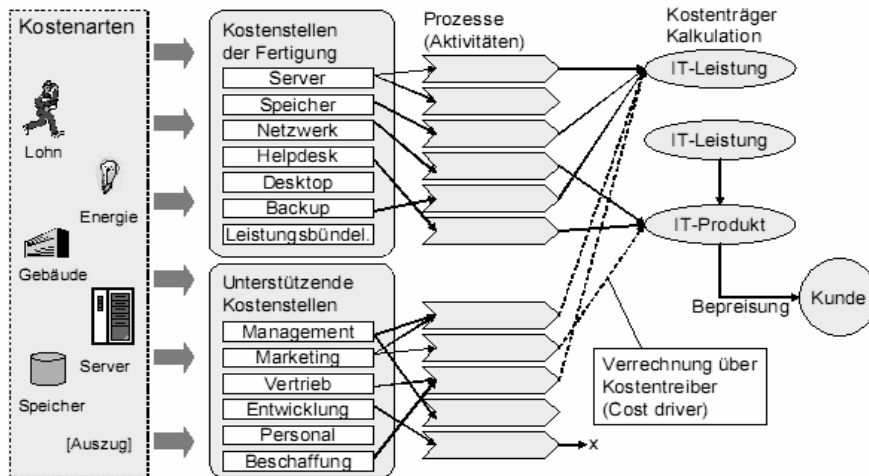 Kostenarten
Lohn
Energie
Gebäude
Server
Speicher
[Auszug]
Kostenstellen
der Fertigung
Server
Speicher
Netzwerk
Helpdesk
Desktop
Backup
Leistungsbündel.
Unterstützende
Kostenstellen
Management
Marketing
Vertrieb
Entwicklung
Personal
Beschaffung
Prozesse
(Aktivitäten)
x
Kostenträger
Kalkulation
IT-Leistung
IT-Leistung
IT-Produkt
Bepreisung
Kunde
Verrechnung über
Kostentreiber
(Cost driver)